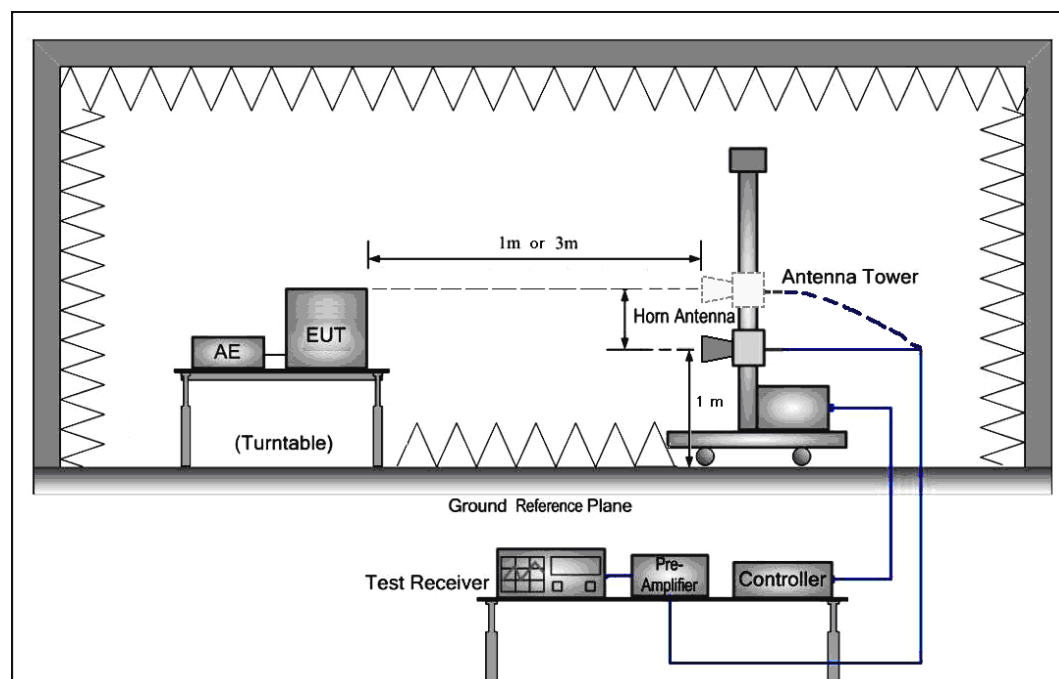 1m or 3m
Antenna Tower
Horn Antenna
EUT
AE
1 m
(Turntable)
Ground Reference Plane
Test Receiver
Pre-
Amplifier
Controller